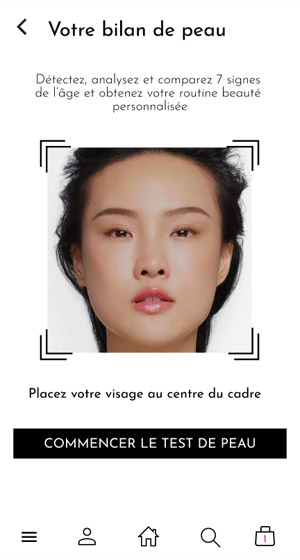 Votre bilan de peau
Détectez, analysez et comparez 7 signes
de l'âge et obtenez votre routine beauté
personnalisée
Placez votre visage au centre du cadre
COMMENCER LE TEST DE PEAU
1